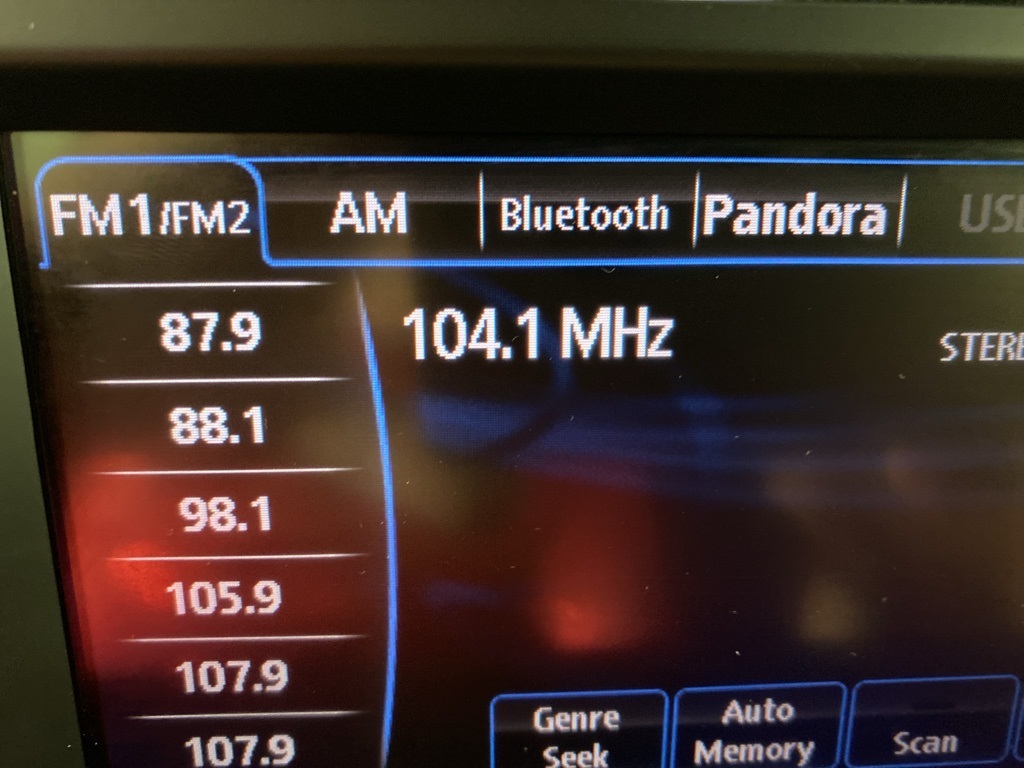 FM1/FM2 AM Bluetooth Pandora
87.9
104.1 MHz
88.1
98.1
105.9
107.9
107.9
Genre Seek
Auto Memory
Scan